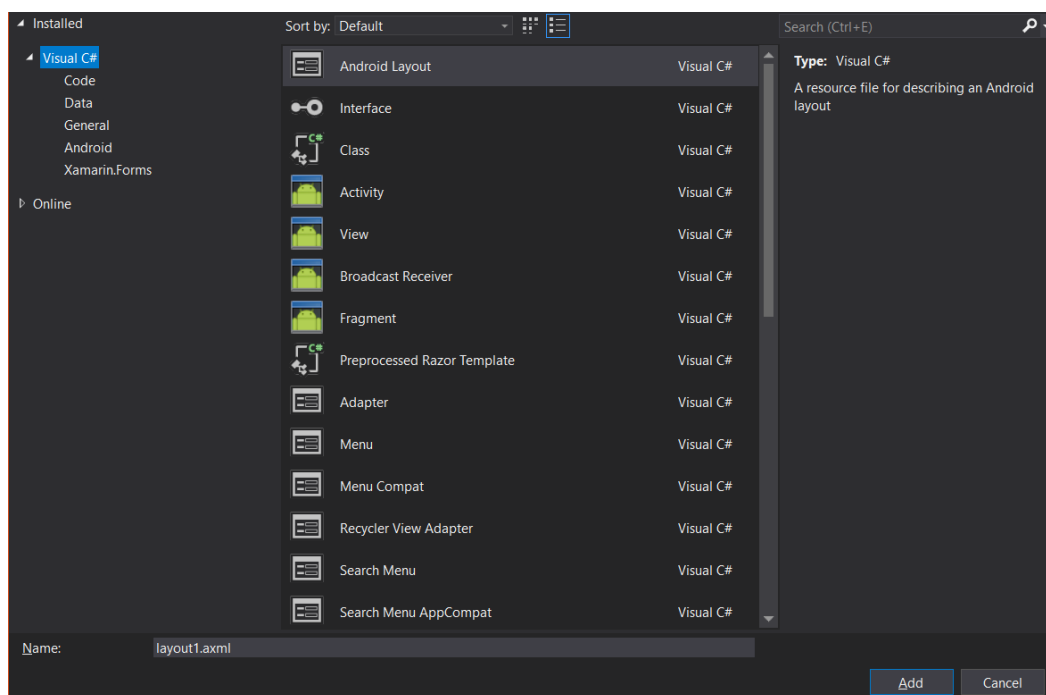 Installed
Sort by: Default
Search (Ctrl+E)
Visual C#
Code
Data
General
Android
Xamarin.Forms
Online
Android Layout Visual C#
Interface Visual C#
C#
Class Visual C#
Activity Visual C#
View Visual C#
Broadcast Receiver Visual C#
Fragment Visual C#
C#
Preprocessed Razor Template Visual C#
Adapter Visual C#
Menu Visual C#
Menu Compat Visual C#
Recycler View Adapter Visual C#
Search Menu Visual C#
Search Menu AppCompat Visual C#
Type: Visual C#
A resource file for describing an Android
layout
Name: layout1.axml
Add Cancel